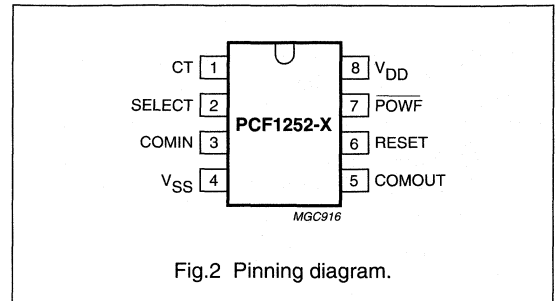 CT 1 8 VDD
SELECT 2 7 POWF
PCF1252-X
COMIN 3 6 RESET
VSS 4 5 COMOUT
MGC916
Fig.2 Pinning diagram.